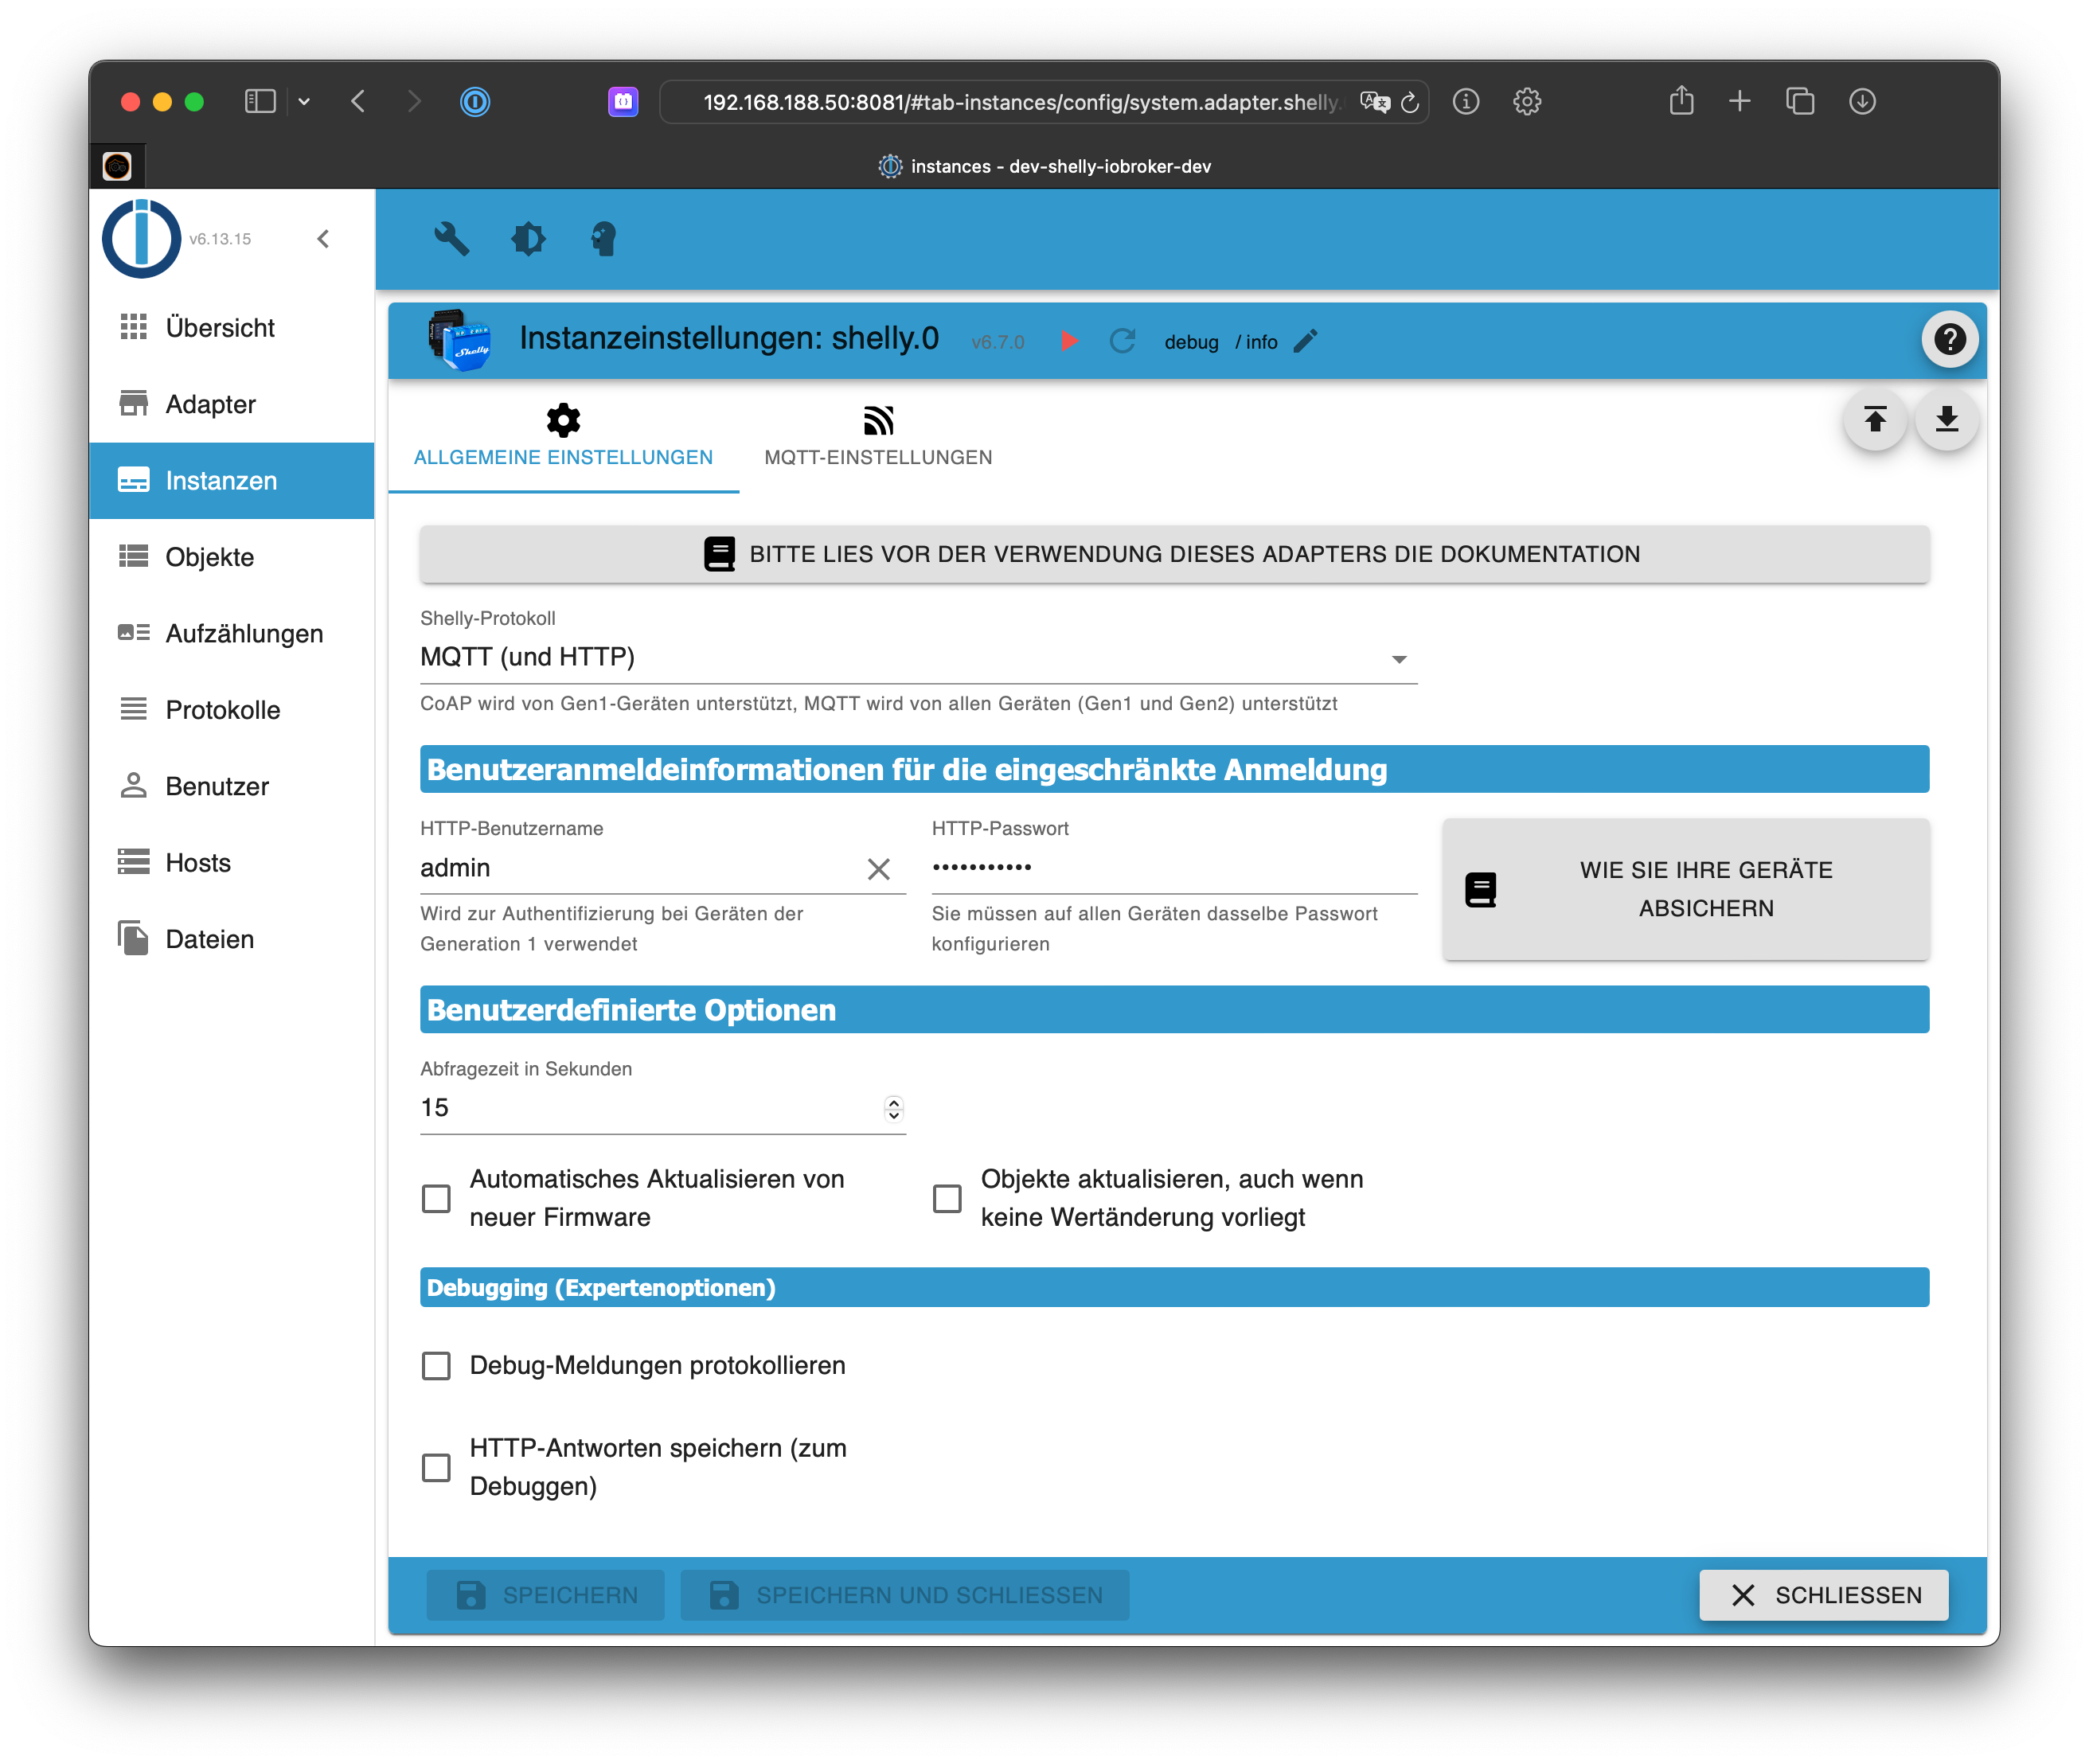 192.168.188.50:8081/#tab-instances/config/system.adapter.shelly.
instances - dev-shelly-iobroker-dev
v6.13.15
Übersicht
Adapter
Instanzen
Objekte
Aufzählungen
Protokolle
Benutzer
Hosts
Dateien
Shelly
Instanzeinstellungen: shelly.0
v6.7.0
debug / info
ALLGEMEINE EINSTELLUNGEN
MQTT-EINSTELLUNGEN
BITTE LIES VOR DER VERWENDUNG DIESES ADAPTERS DIE DOKUMENTATION
Shelly-Protokoll
MQTT (und HTTP)
CoAP wird von Gen1-Geräten unterstützt, MQTT wird von allen Geräten (Gen1 und Gen2) unterstützt
Benutzeranmeldeinformationen für die eingeschränkte Anmeldung
HTTP-Benutzername
admin
Wird zur Authentifizierung bei Geräten der
Generation 1 verwendet
HTTP-Passwort
•••••••••••
Sie müssen auf allen Geräten dasselbe Passwort
konfigurieren
WIE SIE IHRE GERÄTE
ABSICHERN
Benutzerdefinierte Optionen
Abfragezeit in Sekunden
15
Automatisches Aktualisieren von
neuer Firmware
Objekte aktualisieren, auch wenn
keine Wertänderung vorliegt
Debugging (Expertenoptionen)
Debug-Meldungen protokollieren
HTTP-Antworten speichern (zum
Debuggen)
SPEICHERN
SPEICHERN UND SCHLIESSEN
SCHLIESSEN